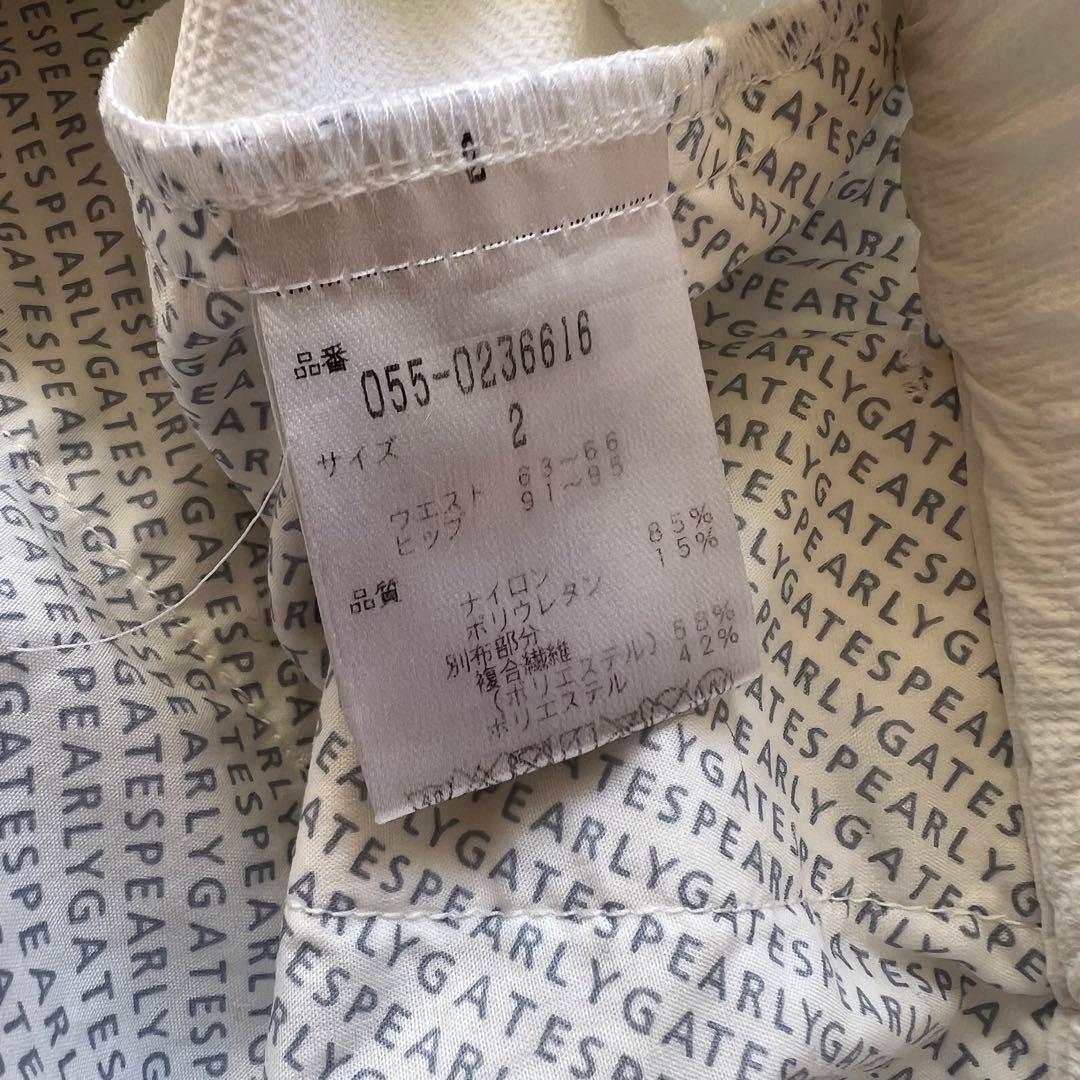 2
品番 055-0236616
サイズ 2
ウエスト 63~66
ヒップ 91~95
品質 ナイロン 85%
ポリウレタン 15%
別布部分
複合繊維
(ポリエステル) 58%
ポリエステル 42%
PEARLYGATESPEARLYGATES